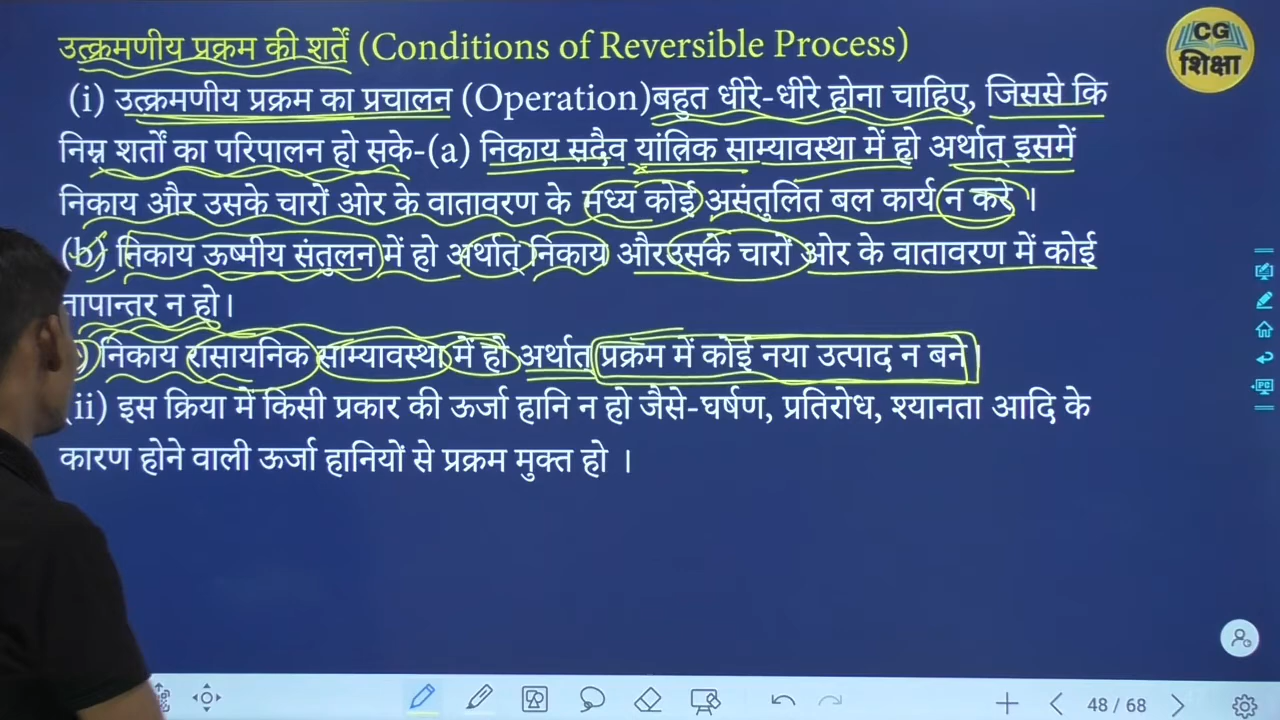 उत्क्रमणीय प्रक्रम की शर्तें (Conditions of Reversible Process)
CG
शिक्षा
(i) उत्क्रमणीय प्रक्रम का प्रचालन (Operation)बहुत धीरे-धीरे होना चाहिए, जिससे कि
निम्न शर्तों का परिपालन हो सके-(a) निकाय सदैव यांत्रिक साम्यावस्था में हो अर्थात् इसमें
निकाय और उसके चारों ओर के वातावरण के मध्य कोई असंतुलित बल कार्य न करे ।
(b) निकाय ऊष्मीय संतुलन में हो अर्थात् निकाय औरउसके चारों ओर के वातावरण में कोई
तापान्तर न हो।
) निकाय रासायनिक साम्यावस्था में हो अर्थात् प्रक्रम में कोई नया उत्पाद न बने।
(ii) इस क्रिया में किसी प्रकार की ऊर्जा हानि न हो जैसे-घर्षण, प्रतिरोध, श्यानता आदि के
कारण होने वाली ऊर्जा हानियों से प्रक्रम मुक्त हो ।
PC
48 / 68